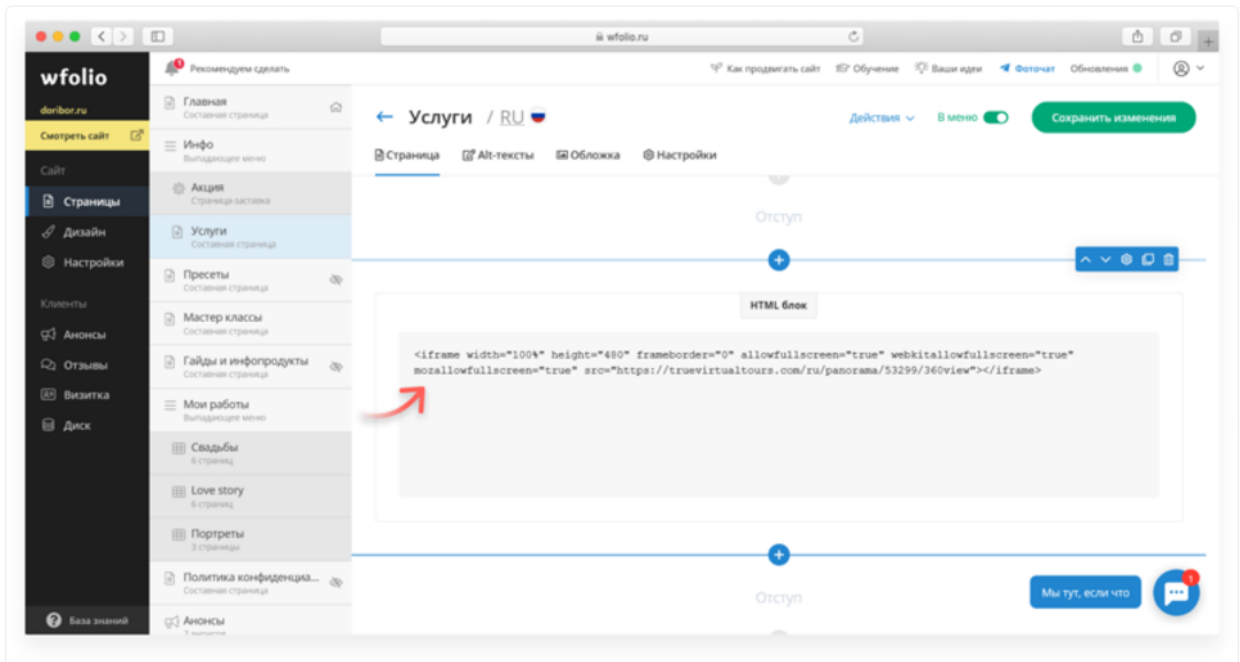 wfolio.ru
wfolio
doribor.ru
Смотреть сайт
Сайт
Страницы
Дизайн
Настройки
Клиенты
Анонсы
Отзывы
Визитка
Диск
База знаний
1
Рекомендуем сделать
Как продвигать сайт
Обучение
Ваши идеи
Фоточат
Обновления
Главная
Составная страница
Инфо
Выпадающее меню
Акция
Страница-заставка
Услуги
Составная страница
Пресеты
Составная страница
Мастер классы
Составная страница
Гайды и инфопродукты
Составная страница
Мои работы
Выпадающее меню
Свадьбы
6 страниц
Love story
6 страниц
Портреты
3 страницы
Политика конфиденциа...
Составная страница
Анонсы
← Услуги / RU
Действия
В меню
Сохранить изменения
Страница
Alt-тексты
Обложка
Настройки
Отступ
HTML блок
<iframe width="100%" height="480" frameborder="0" allowfullscreen="true" webkitallowfullscreen="true"
mozallowfullscreen="true" src="https://truevirtualtours.com/ru/panorama/53299/360view"></iframe>
Отступ
Мы тут, если что
1